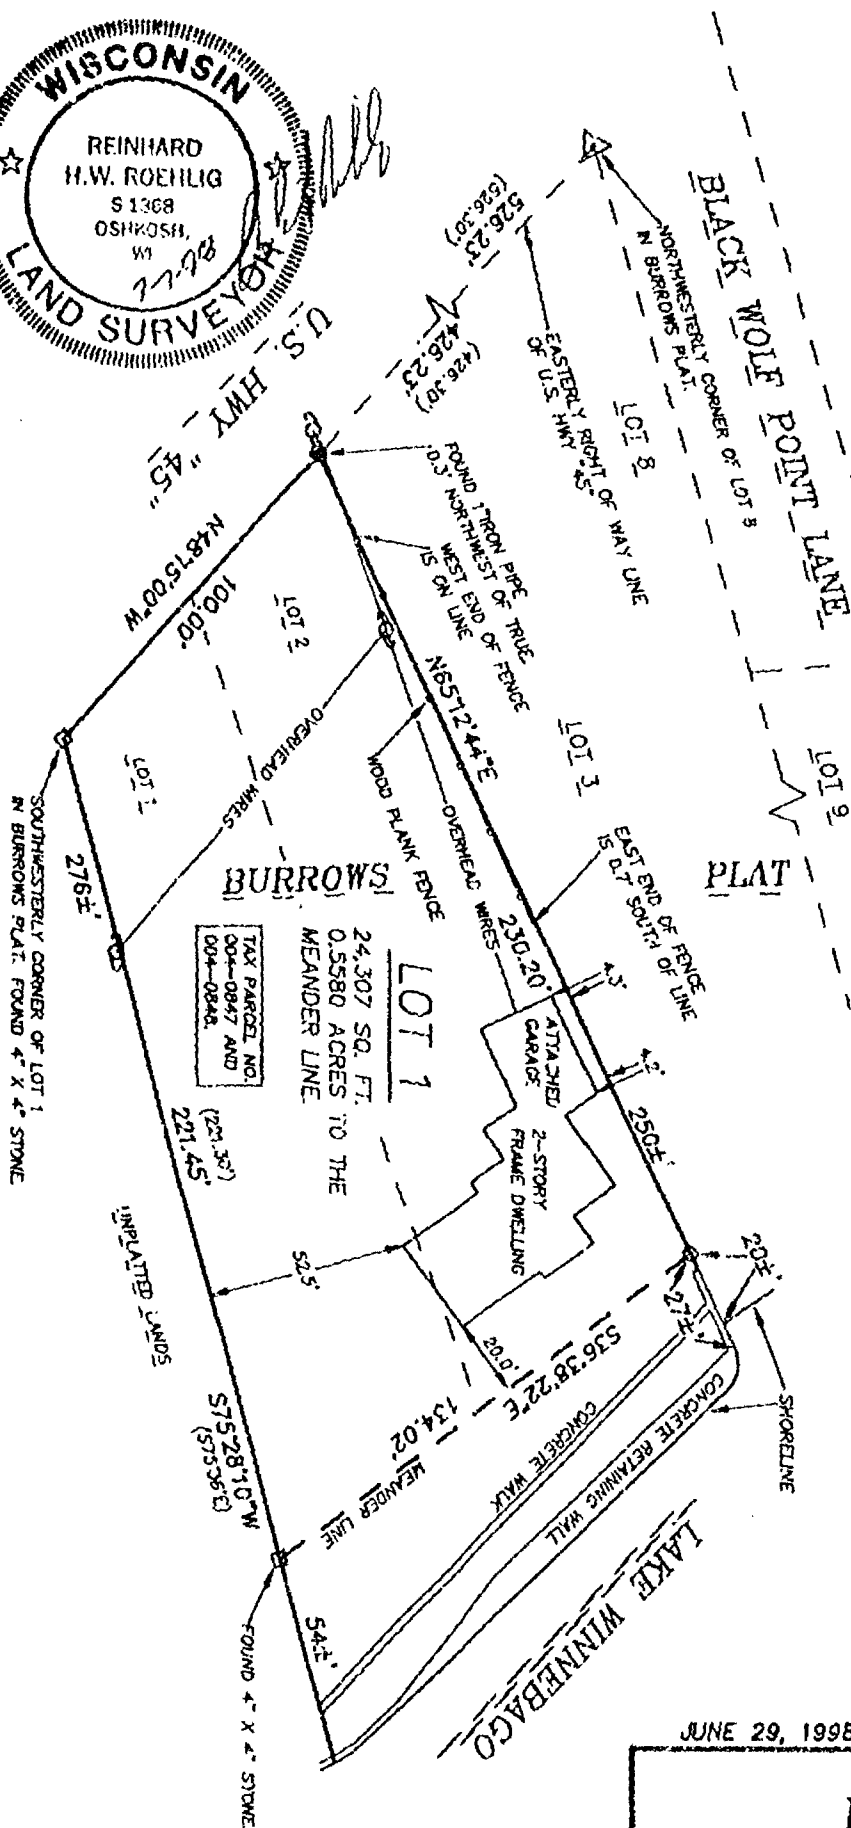 WISCONSIN
REINHARD
H.W. ROEHLIG
S 1368
OSHKOSH,
WI
LAND SURVEYOR
BLACK WOLF POINT LANE
NORTHWESTERLY CORNER OF LOT 8
IN BURROWS PLAT.
526.23'
(526.30')
EASTERLY RIGHT OF WAY LINE
OF U.S. HWY "45"
LOT 8
LOT 9
426.23'
(426.30')
U.S. HWY "45"
FOUND 1" IRON PIPE
0.3' NORTHWEST OF TRUE.
WEST END OF FENCE
IS ON LINE
N48°15'00"W
100.00'
LOT 2
LOT 1
LOT 3
N65°12'44"E
230.20'
OVERHEAD WIRES
WOOD PLANK FENCE
OVERHEAD WIRES
EAST END OF FENCE
IS 0.7' SOUTH OF LINE
PLAT
BURROWS
4.3'
4.2'
250±'
ATTACHED
GARAGE
2-STORY
FRAME DWELLING
LOT 1
24,307 SQ. FT.
0.5580 ACRES TO THE
MEANDER LINE.
TAX PARCEL NO.
004-0847 AND
004-0848.
276±'
SOUTHWESTERLY CORNER OF LOT 1
IN BURROWS PLAT. FOUND 4" X 4" STONE
(221.30')
221.45'
UNPLATTED LANDS
52.5'
20.0'
20±'
27±'
SHORELINE
S36°38'22"E
134.02'
MEANDER LINE
CONCRETE WALK
CONCRETE RETAINING WALL
LAKE WINNEBAGO
S75°28'10"W
(S75°36'E)
54±'
FOUND 4" X 4" STONE
JUNE 29, 1998